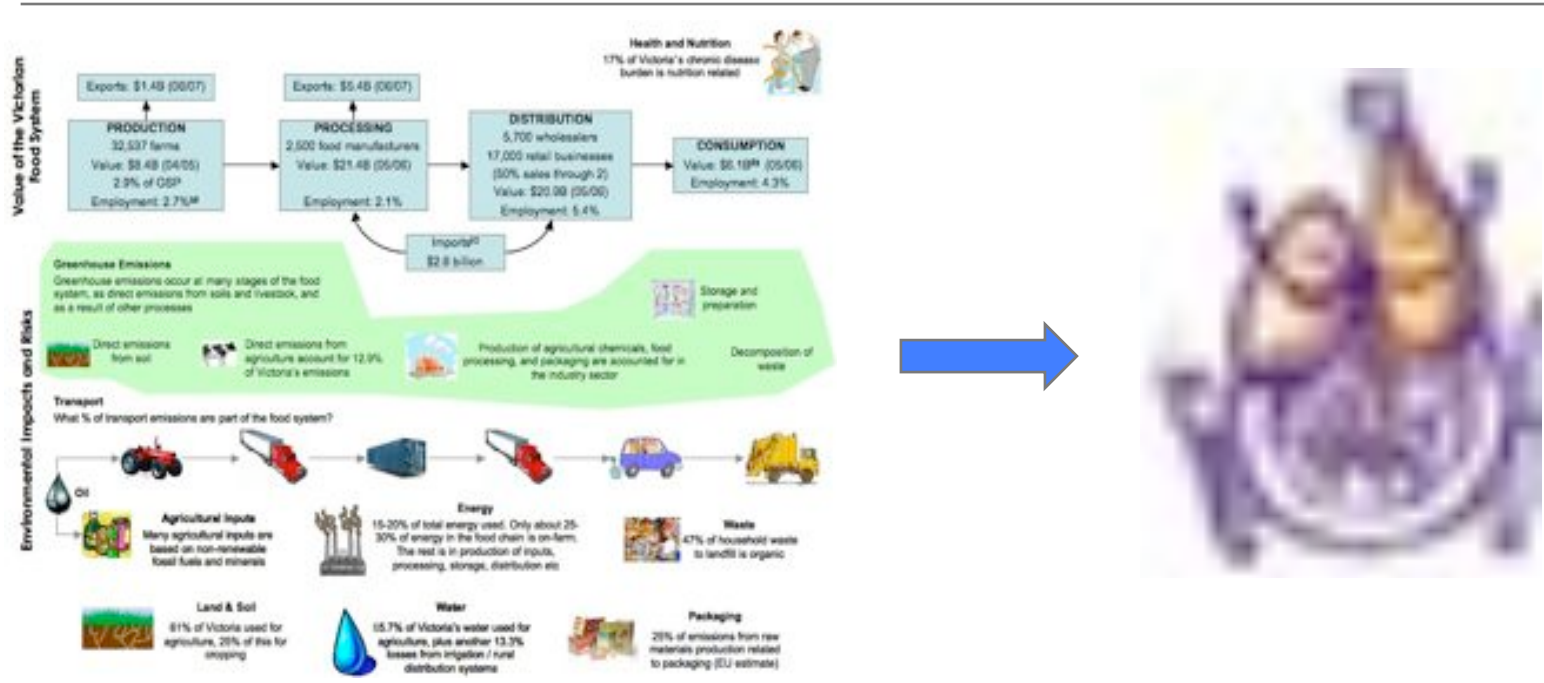 Value of the Victorian
Food System
Health and Nutrition
17% of Victoria's chronic disease
burden is nutrition related
Exports: $1.4B (06/07)
Exports: $5.4B (06/07)
PRODUCTION
32,537 farms
Value: $8.4B (04/05)
2.9% of GSP
Employment: 2.7%
PROCESSING
2,500 food manufacturers
Value: $21.4B (05/06)
Employment: 2.1%
DISTRIBUTION
5,700 wholesalers
17,000 retail businesses
(50% sales through 2)
Value: $20.9B (05/06)
Employment: 5.4%
CONSUMPTION
Value: (05/06)
Employment: 4.3%
Imports
billion
Environmental Impacts and Risks
Greenhouse Emissions
Greenhouse emissions occur at many stages of the food
system, as direct emissions from soils and livestock, and
as a result of other processes
Storage and
preparation
Direct emissions
from soil
Direct emissions from
agriculture account for 12.9%
of Victoria's emissions
Production of agricultural chemicals, food
processing, and packaging are accounted for in
the industry sector
Decomposition of
waste
Transport
What % of transport emissions are part of the food system?
Oil
Agricultural Inputs
Many agricultural inputs are
based on non-renewable
fossil fuels and minerals
Energy
15-20% of total energy used. Only about 25-
30% of energy in the food chain is on-farm.
The rest is in production of inputs,
processing, storage, distribution etc
Waste
47% of household waste
to landfill is organic
Land & Soil
61% of Victoria used for
agriculture, 25% of this for
cropping
Water
of Victoria's water used for
agriculture, plus another 13.3%
losses from irrigation / rural
distribution systems
Packaging
25% of emissions from raw
materials production related
to packaging (EU estimate)